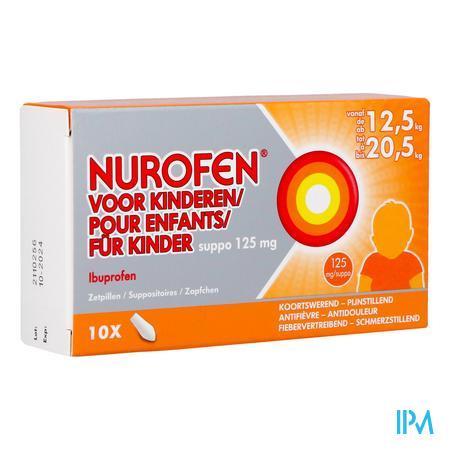 NUROFEN®
VOOR KINDEREN/
POUR ENFANTS/
FÜR KINDER suppo 125 mg
Ibuprofen
Zetpillen / Suppositoires / Zäpfchen
10X
vanaf
de
ab
12,5 kg
tot
à
bis
20,5 kg
125
mg/suppo
KOORTSWEREND – PIJNSTILLEND
ANTIFIÈVRE – ANTIDOULEUR
FIEBERVERTREIBEND – SCHMERZSTILLEND
Lot: 2110256
Exp: 10-2024
IPM